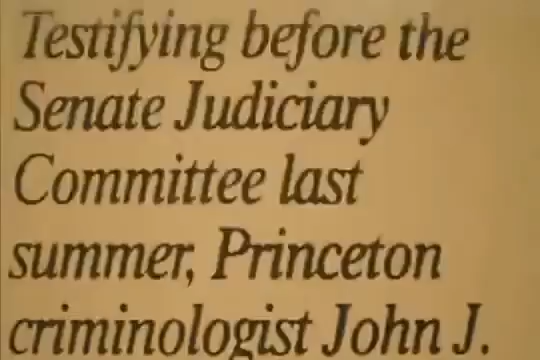 Testifying before the
Senate Judiciary
Committee last
summer, Princeton
criminologist John J.